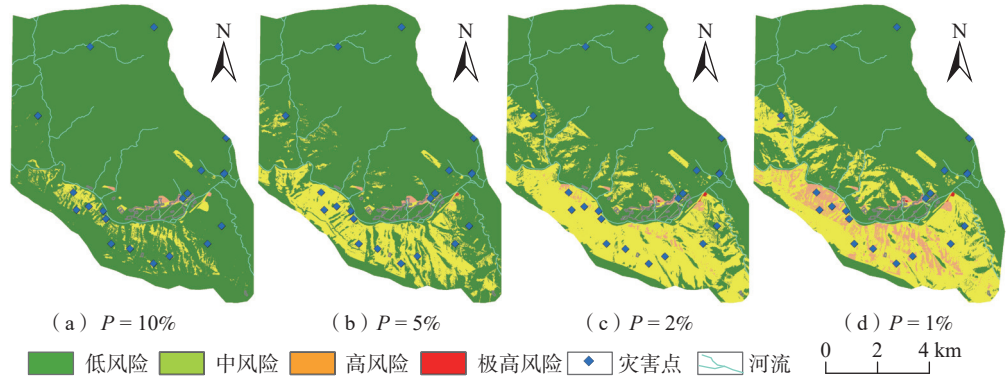 N N N N
（a）P = 10% （b）P = 5% （c）P = 2% （d）P = 1%
低风险 中风险 高风险 极高风险 灾害点 河流 0 2 4 km